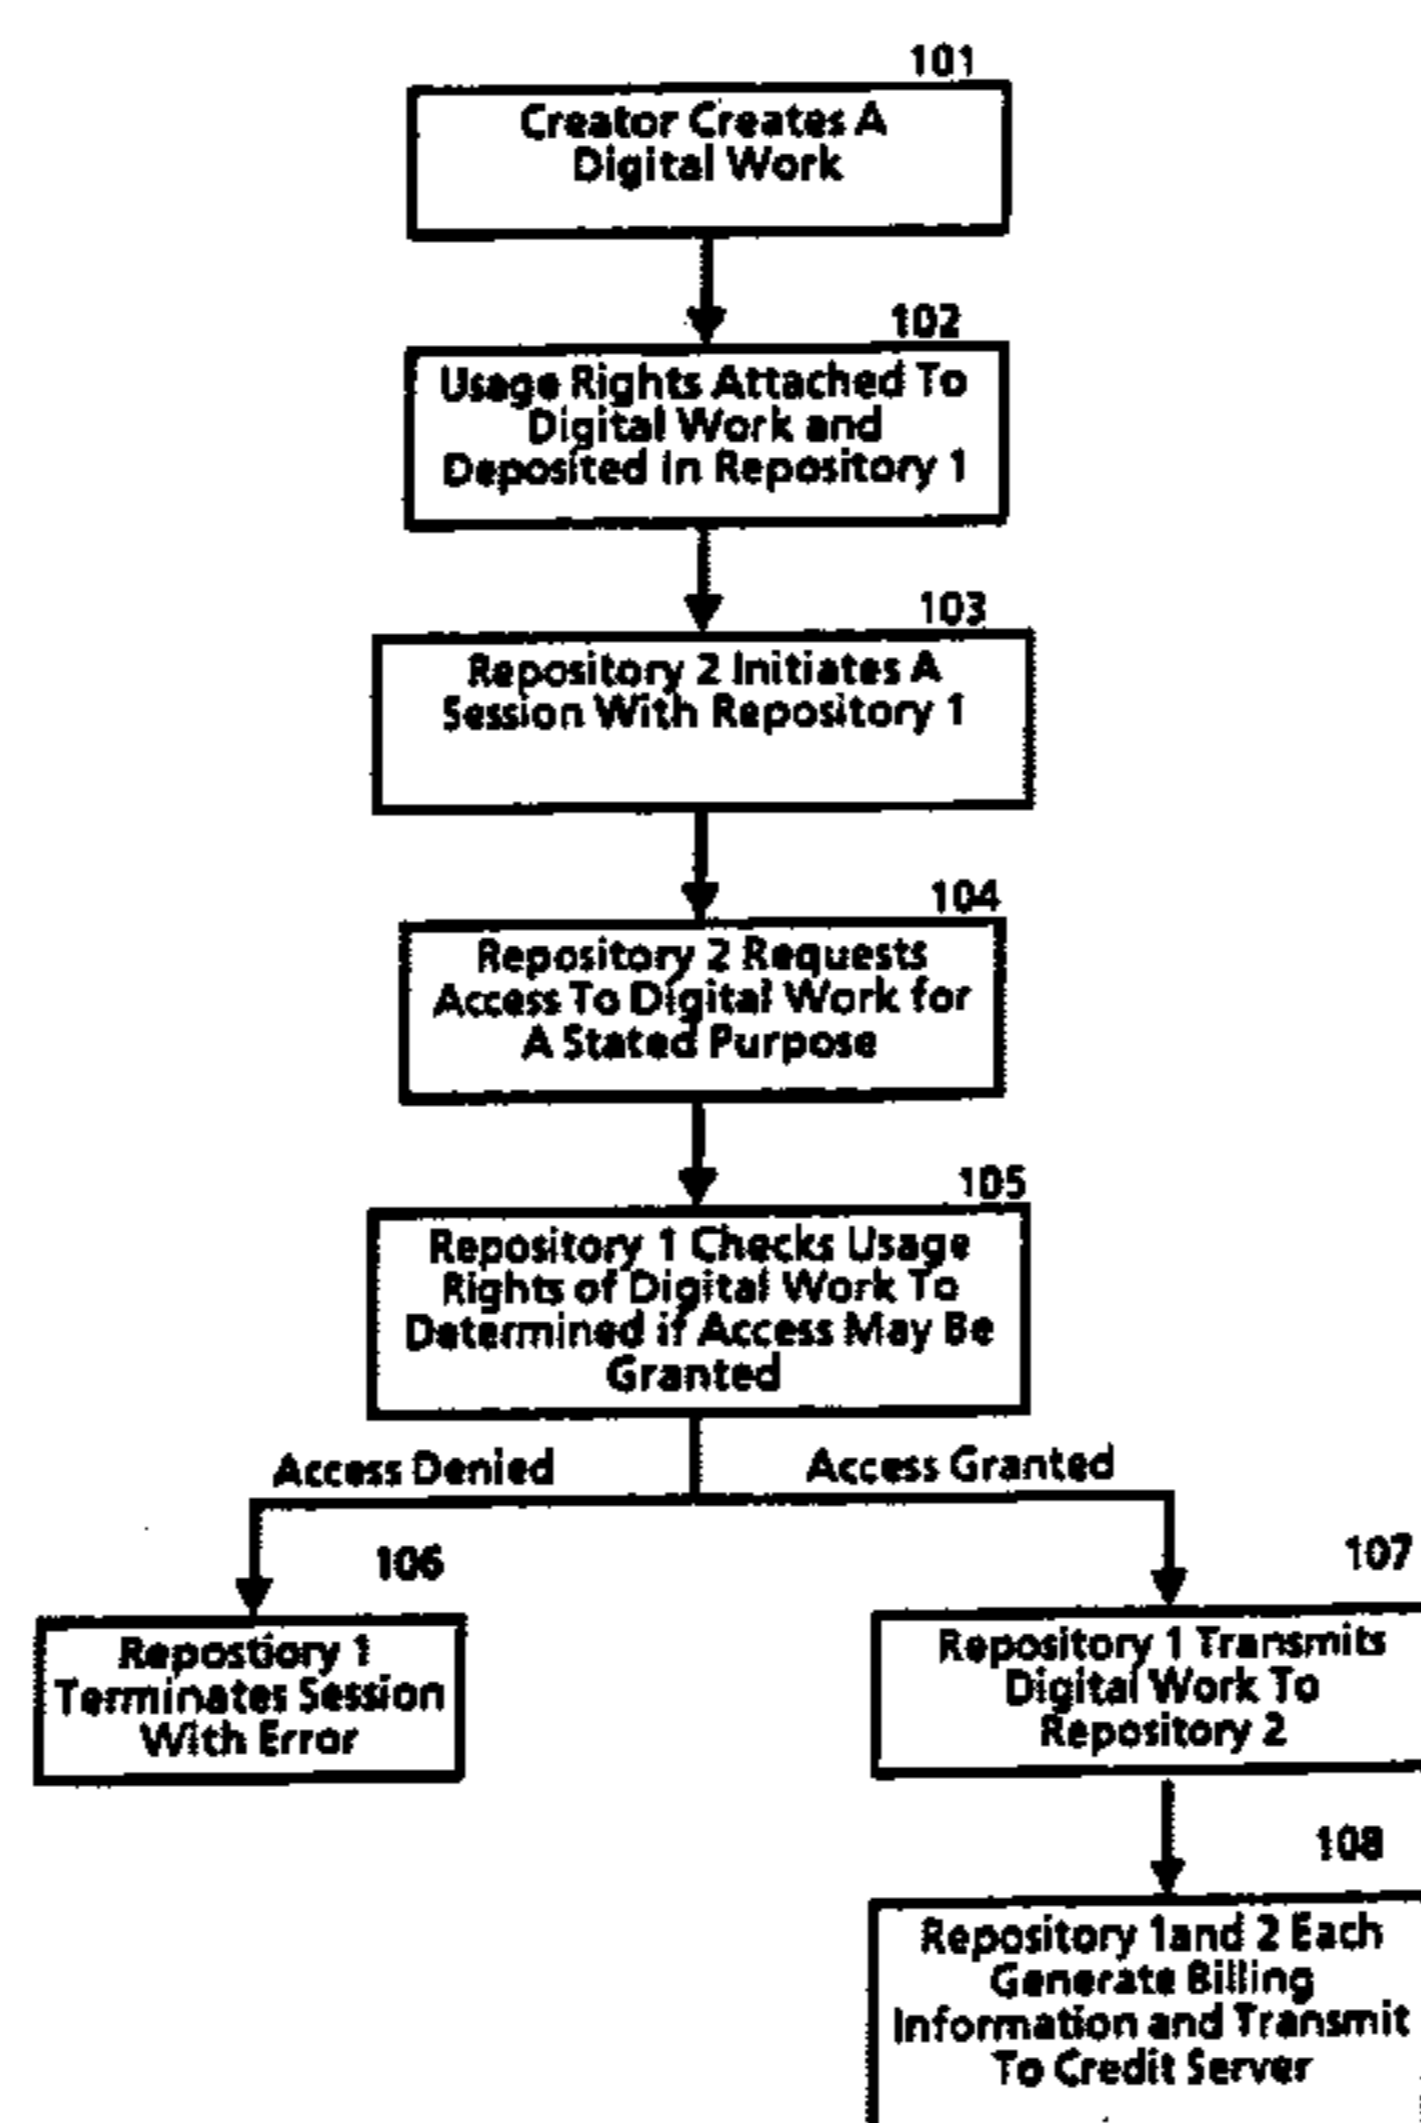 101
Creator Creates A
Digital Work
102
Usage Rights Attached To
Digital Work and
Deposited in Repository 1
103
Repository 2 Initiates A
Session With Repository 1
104
Repository 2 Requests
Access To Digital Work for
A Stated Purpose
105
Repository 1 Checks Usage
Rights of Digital Work To
Determined if Access May Be
Granted
Access Denied
Access Granted
106
Repostiory 1
Terminates Session
With Error
107
Repository 1 Transmits
Digital Work To
Repository 2
108
Repository 1and 2 Each
Generate Billing
Information and Transmit
To Credit Server